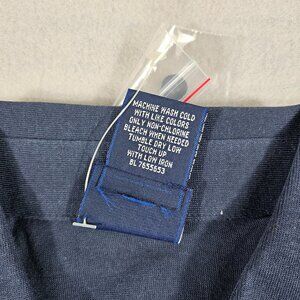 MACHINE WASH COLD
WITH LIKE COLORS
ONLY NON-CHLORINE
BLEACH WHEN NEEDED
TUMBLE DRY LOW
TOUCH UP
WITH LOW IRON
BL 7655653